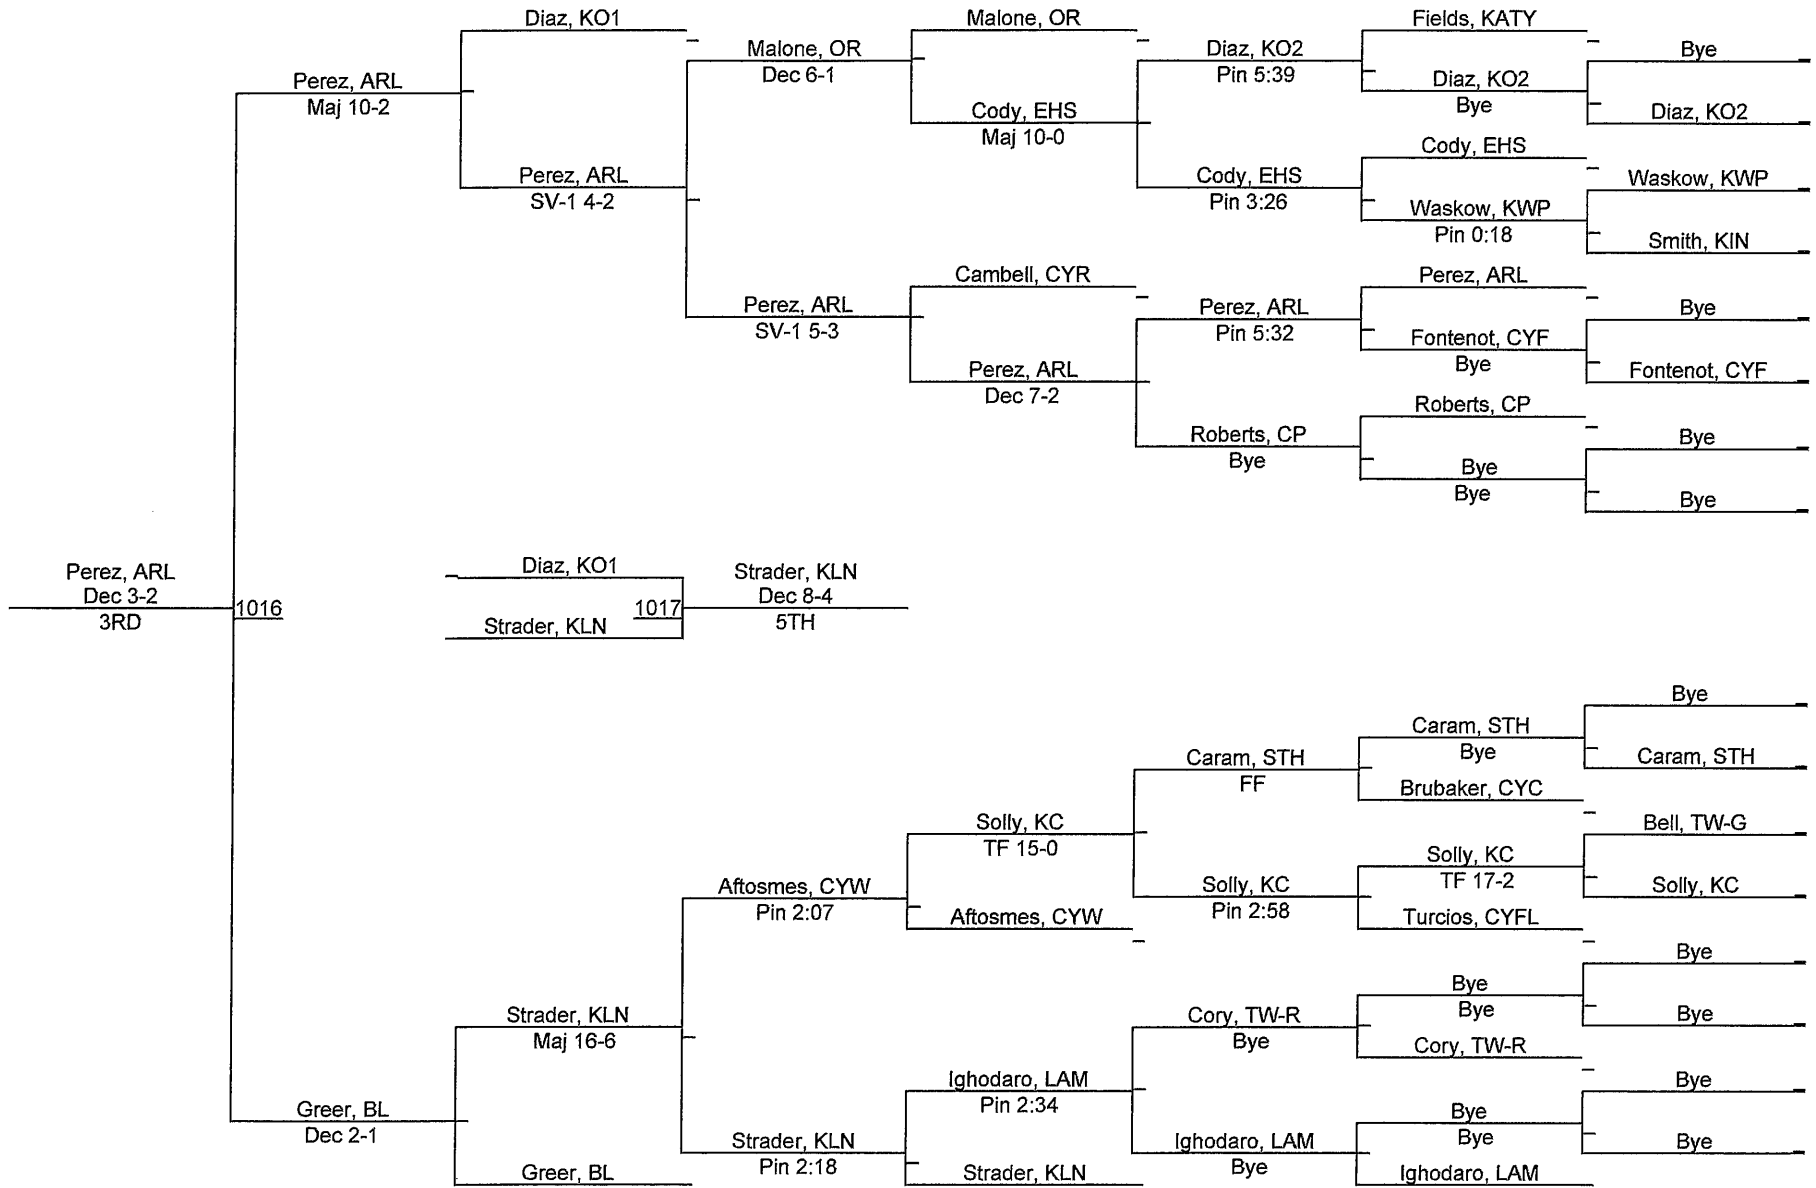 Diaz, KO1
Malone, OR
Fields, KATY
Malone, OR
Dec 6-1
Diaz, KO2
Pin 5:39
Bye
Perez, ARL
Maj 10-2
Diaz, KO2
Bye
Cody, EHS
Maj 10-0
Diaz, KO2
Cody, EHS
Perez, ARL
SV-1 4-2
Cody, EHS
Pin 3:26
Waskow, KWP
Waskow, KWP
Pin 0:18
Smith, KIN
Cambell, CYR
Perez, ARL
Perez, ARL
SV-1 5-3
Perez, ARL
Pin 5:32
Bye
Fontenot, CYF
Bye
Perez, ARL
Dec 7-2
Fontenot, CYF
Roberts, CP
Roberts, CP
Bye
Bye
Bye
Bye
Bye
Perez, ARL
Dec 3-2
3RD
1016
Diaz, KO1
Strader, KLN
1017
Strader, KLN
Dec 8-4
5TH
Bye
Caram, STH
Bye
Caram, STH
FF
Caram, STH
Brubaker, CYC
Solly, KC
TF 15-0
Bell, TW-G
Solly, KC
TF 17-2
Aftosmes, CYW
Pin 2:07
Solly, KC
Pin 2:58
Solly, KC
Aftosmes, CYW
Turcios, CYFL
Bye
Bye
Bye
Strader, KLN
Maj 16-6
Cory, TW-R
Bye
Bye
Cory, TW-R
Ighodaro, LAM
Pin 2:34
Bye
Greer, BL
Dec 2-1
Bye
Bye
Strader, KLN
Pin 2:18
Ighodaro, LAM
Bye
Bye
Greer, BL
Strader, KLN
Ighodaro, LAM